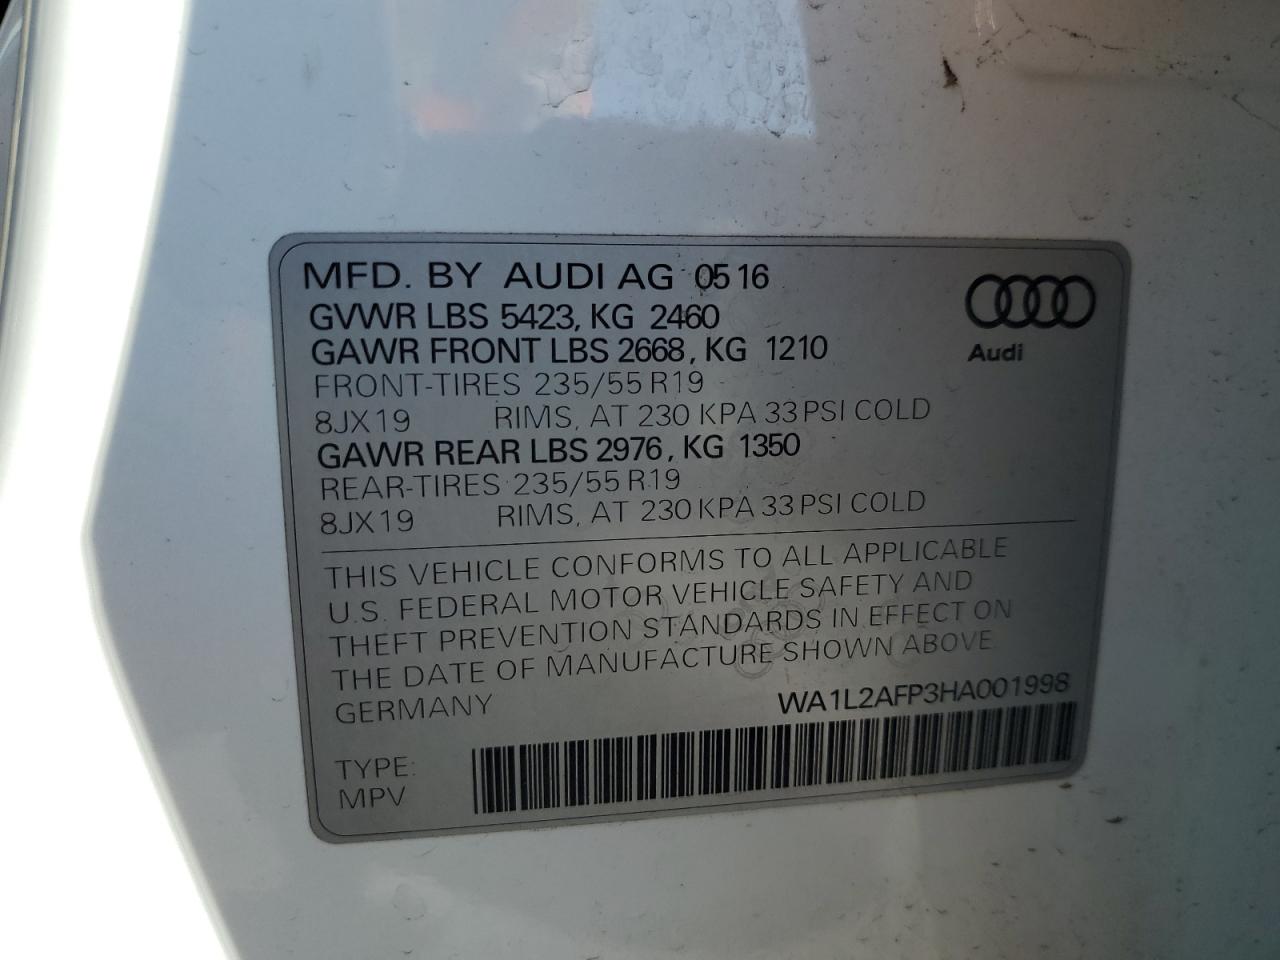 MFD. BY AUDI AG 05 16
GVWR LBS 5423, KG 2460
GAWR FRONT LBS 2668, KG 1210
FRONT-TIRES 235/55 R19
8JX19 RIMS, AT 230 KPA 33 PSI COLD
GAWR REAR LBS 2976, KG 1350
REAR-TIRES 235/55 R19
8JX19 RIMS, AT 230 KPA 33 PSI COLD
Audi
THIS VEHICLE CONFORMS TO ALL APPLICABLE
U.S. FEDERAL MOTOR VEHICLE SAFETY AND
THEFT PREVENTION STANDARDS IN EFFECT ON
THE DATE OF MANUFACTURE SHOWN ABOVE
GERMANY WA1L2AFP3HA001998
TYPE:
MPV